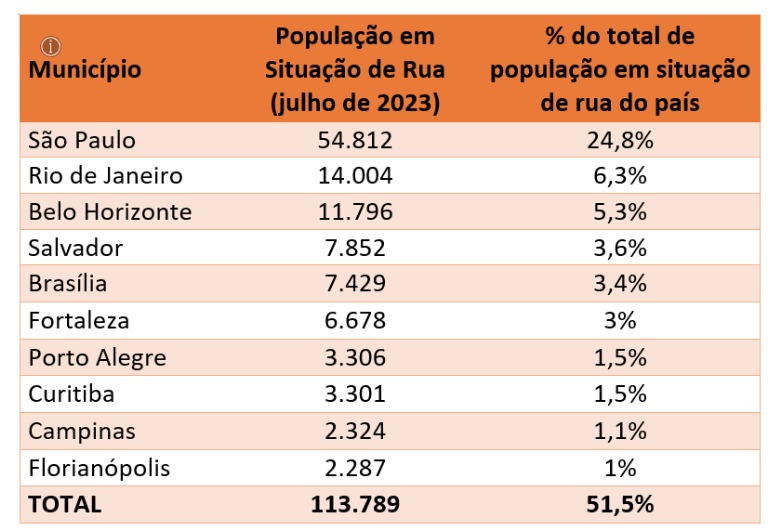 Município
População em
Situação de Rua
(julho de 2023)
% do total de
população em situação
de rua do país
São Paulo 54.812 24,8%
Rio de Janeiro 14.004 6,3%
Belo Horizonte 11.796 5,3%
Salvador 7.852 3,6%
Brasília 7.429 3,4%
Fortaleza 6.678 3%
Porto Alegre 3.306 1,5%
Curitiba 3.301 1,5%
Campinas 2.324 1,1%
Florianópolis 2.287 1%
TOTAL 113.789 51,5%